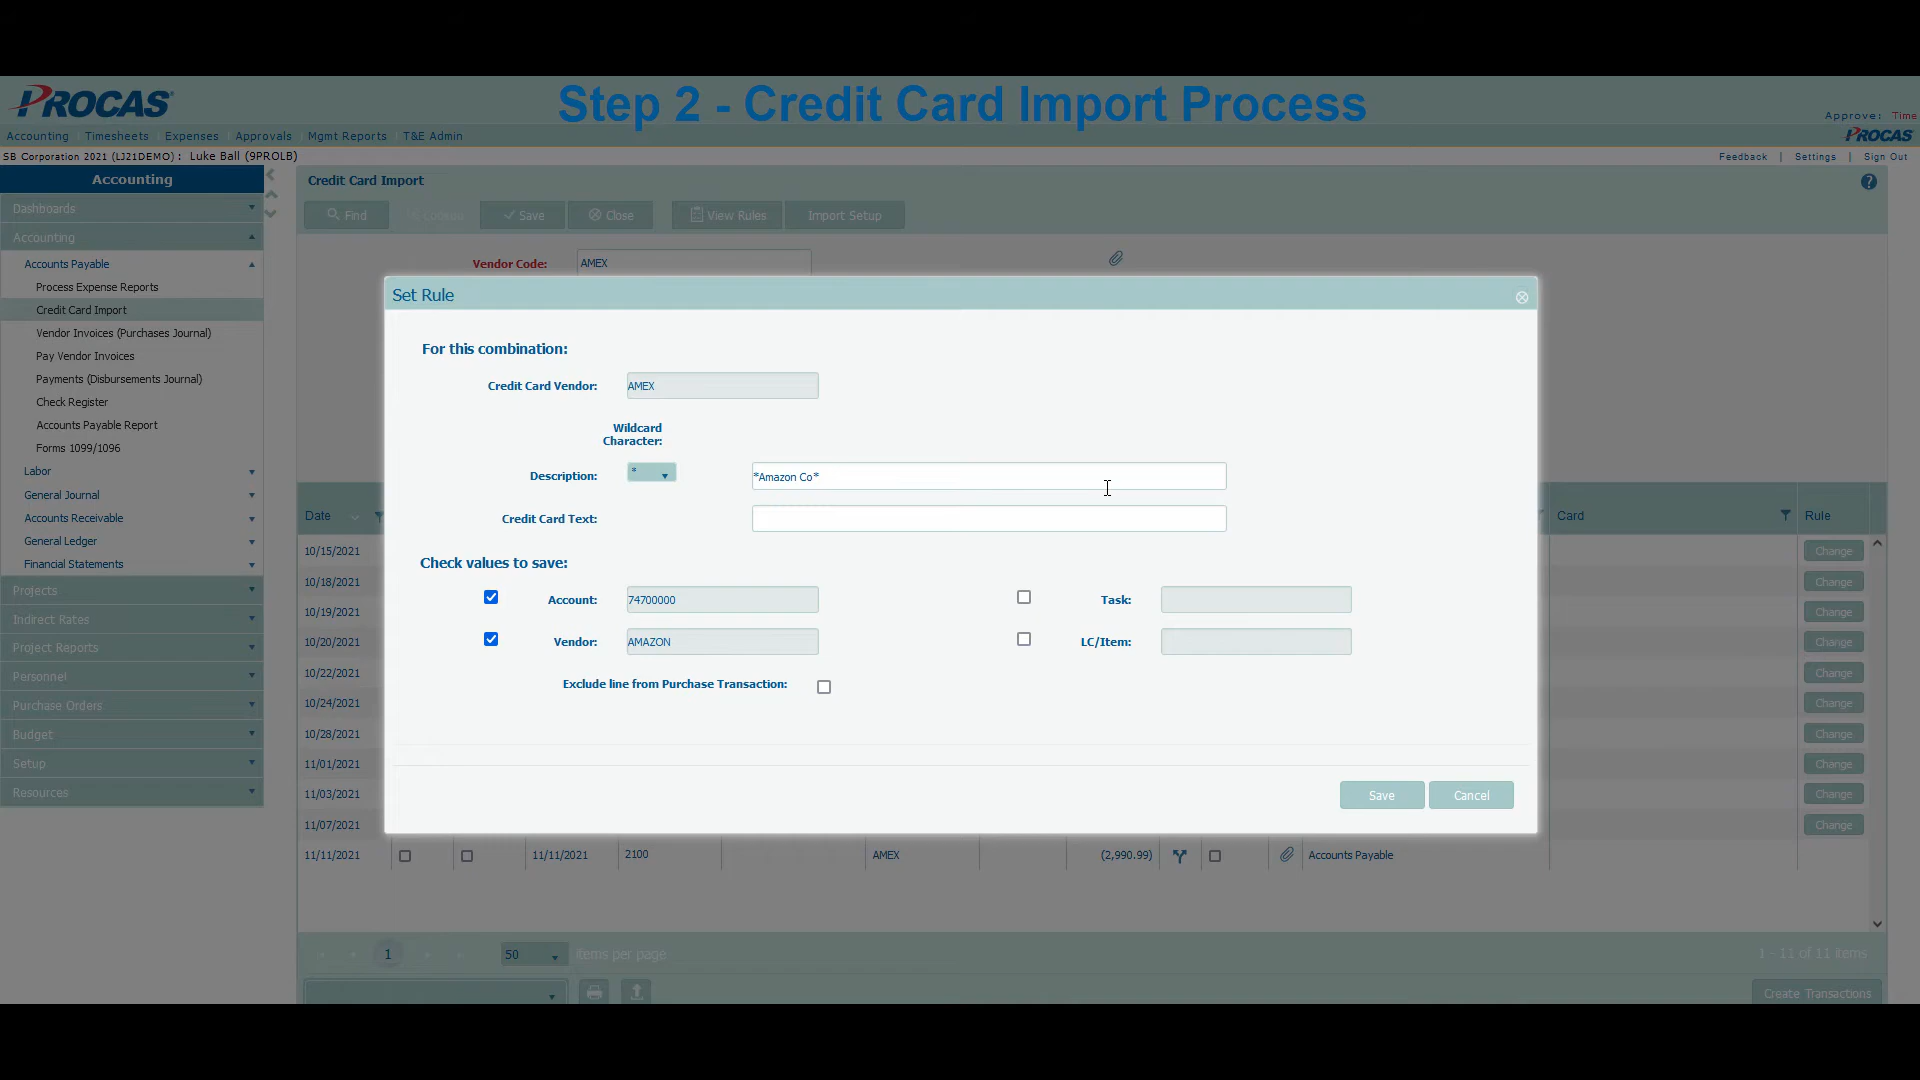 PROCAS
Step 2 - Credit Card Import Process
Approve: Time
Accounting Timesheets Expenses Approvals Mgmt Reports T&E Admin
PROCAS
SB Corporation 2021 (LJ21DEMO) : Luke Ball (9PROLB)
Feedback | Settings | Sign Out
Accounting
Credit Card Import
Dashboards
Find Save Close View Rules Import Setup
Accounting
Accounts Payable
Vendor Code: AMEX
Process Expense Reports
Credit Card Import
Vendor Invoices (Purchases Journal)
Pay Vendor Invoices
Payments (Disbursements Journal)
Check Register
Accounts Payable Report
Forms 1099/1096
Labor
General Journal
Accounts Receivable
General Ledger
Financial Statements
Projects
Indirect Rates
Project Reports
Personnel
Purchase Orders
Budget
Setup
Resources
Set Rule
For this combination:
Credit Card Vendor: AMEX
Wildcard
Character:
Description: * *Amazon Co*
Credit Card Text:
Check values to save:
Account: 74700000 Task:
Vendor: AMAZON LC/Item:
Exclude line from Purchase Transaction:
Save Cancel
Date Card Rule
10/15/2021 Change
10/18/2021 Change
10/19/2021 Change
10/20/2021 Change
10/22/2021 Change
10/24/2021 Change
10/28/2021 Change
11/01/2021 Change
11/03/2021 Change
11/07/2021 Change
11/11/2021 11/11/2021 2100 AMEX (2,990.99) Accounts Payable
1 50 items per page 1 - 11 of 11 items
Create Transactions